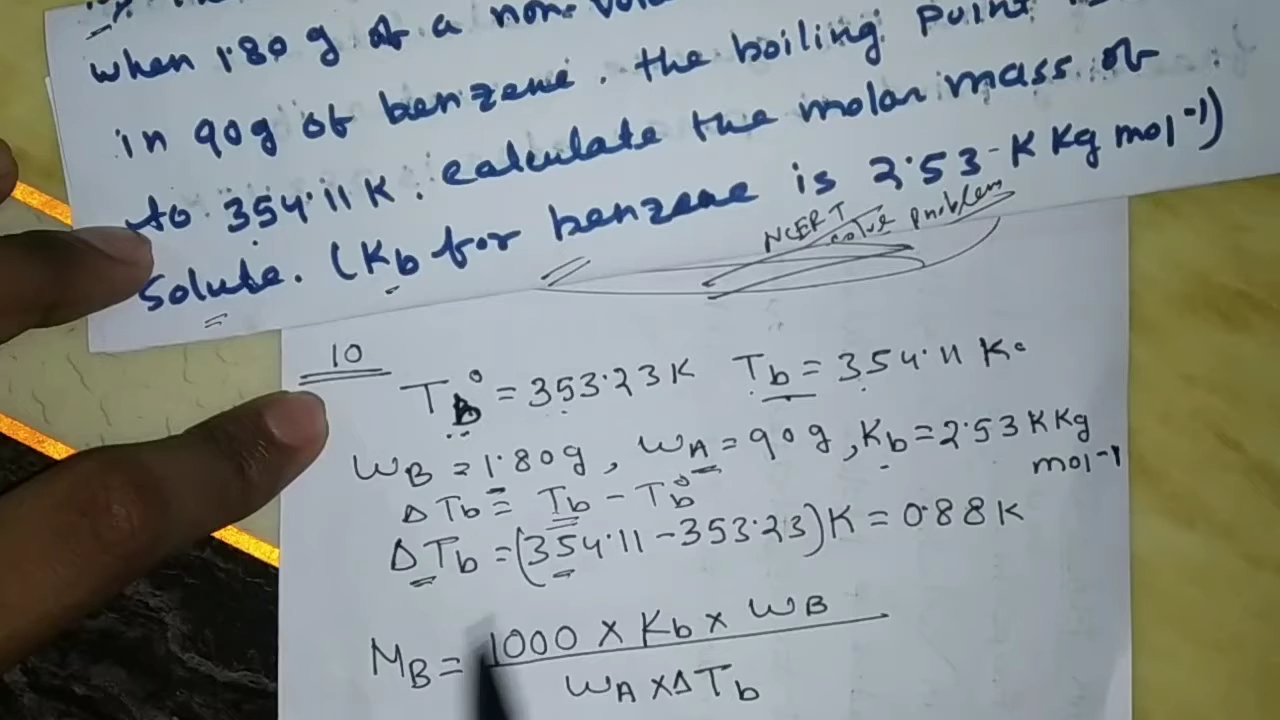 when 1.80 g of a non-
in 90g of benzene. the boiling point
to 354.11 K. calculate the molar mass of
solute. (Kb for benzene is 2.53 K Kg mol⁻¹)
NCERT
solve problem
10
Tb° = 353.23 K Tb = 354.11 K.
WB = 1.80g, WA = 90g, Kb = 2.53 K Kg
mol⁻¹
ΔTb = Tb - Tb°
ΔTb = (354.11 - 353.23) K = 0.88 K
MB = 1000 × Kb × WB
WA × ΔTb